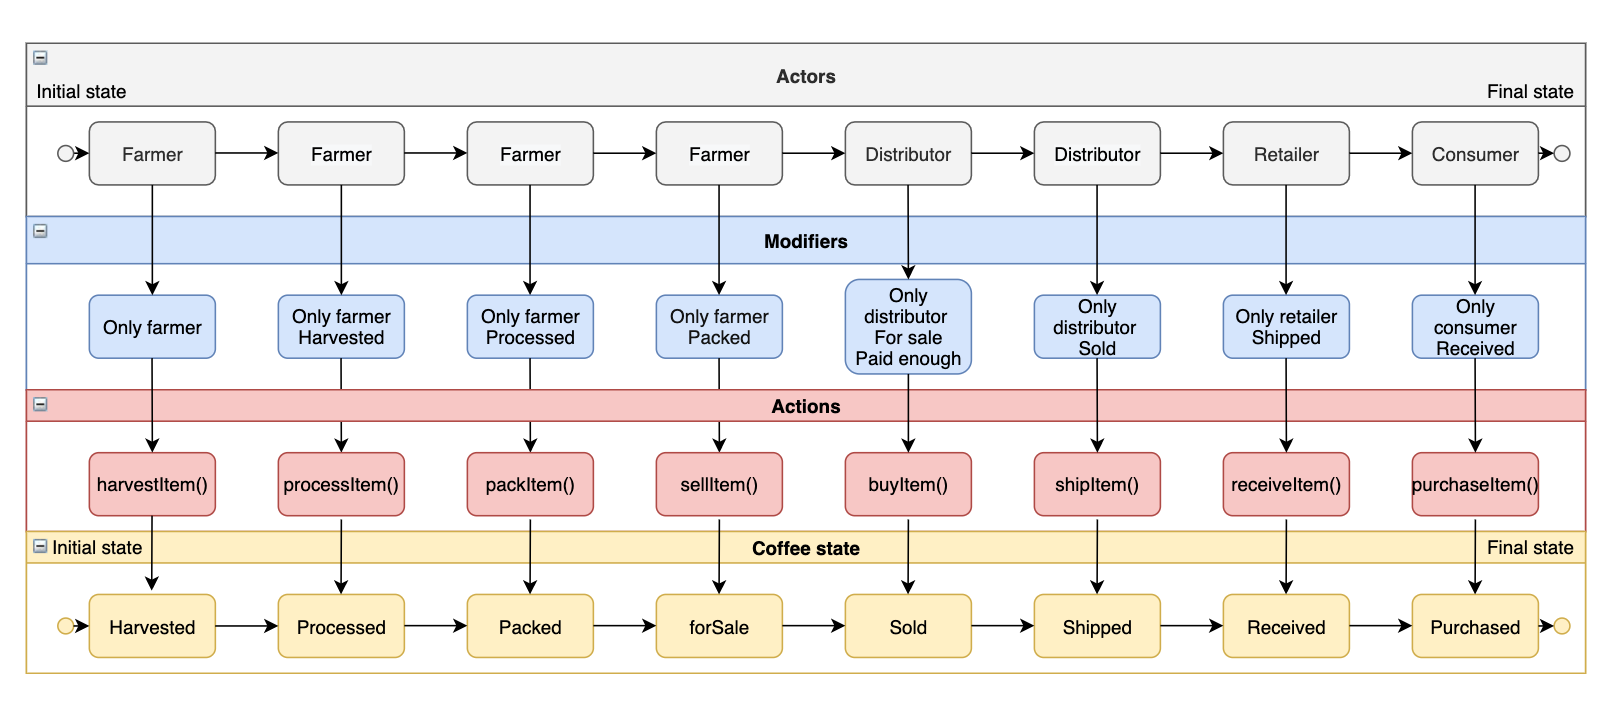 Actors
Initial state
Final state
Farmer
Farmer
Farmer
Farmer
Distributor
Distributor
Retailer
Consumer
Modifiers
Only farmer
Only farmer
Harvested
Only farmer
Processed
Only farmer
Packed
Only
distributor
For sale
Paid enough
Only
distributor
Sold
Only retailer
Shipped
Only
consumer
Received
Actions
harvestItem()
processItem()
packItem()
sellItem()
buyItem()
shipItem()
receiveItem()
purchaseItem()
Initial state
Coffee state
Final state
Harvested
Processed
Packed
forSale
Sold
Shipped
Received
Purchased